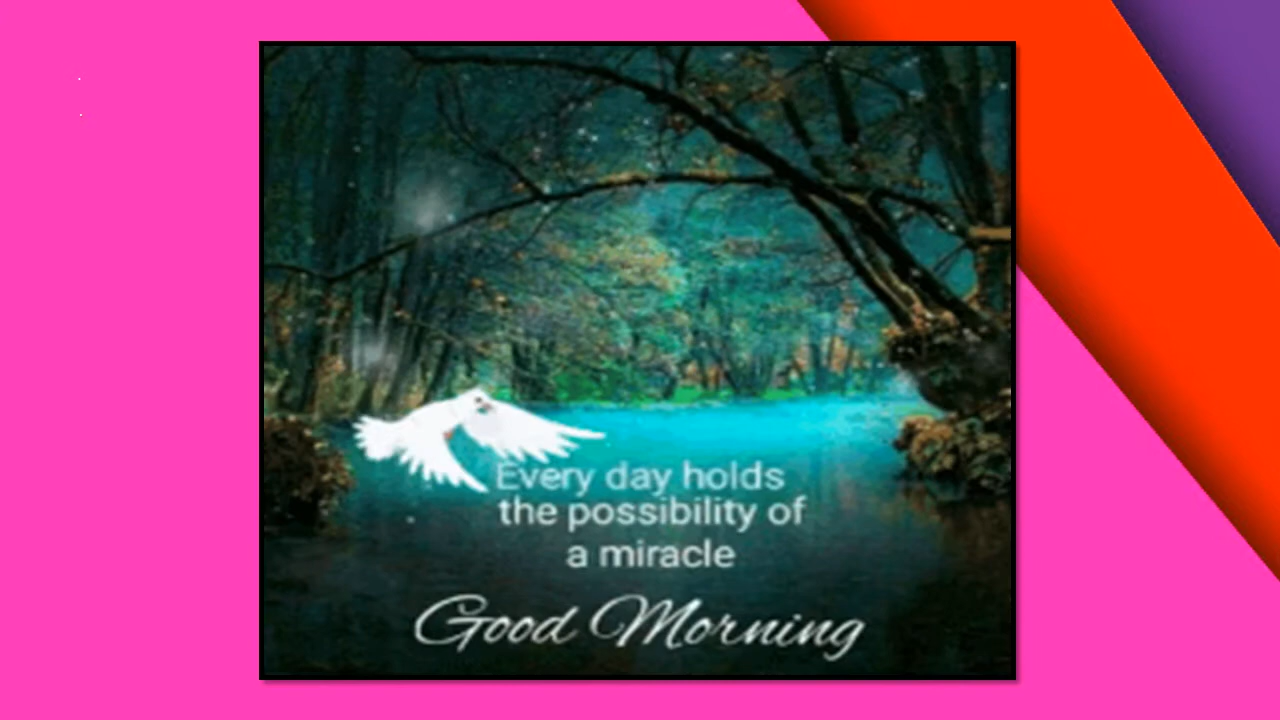 Every day holds
the possibility of
a miracle
Good Morning